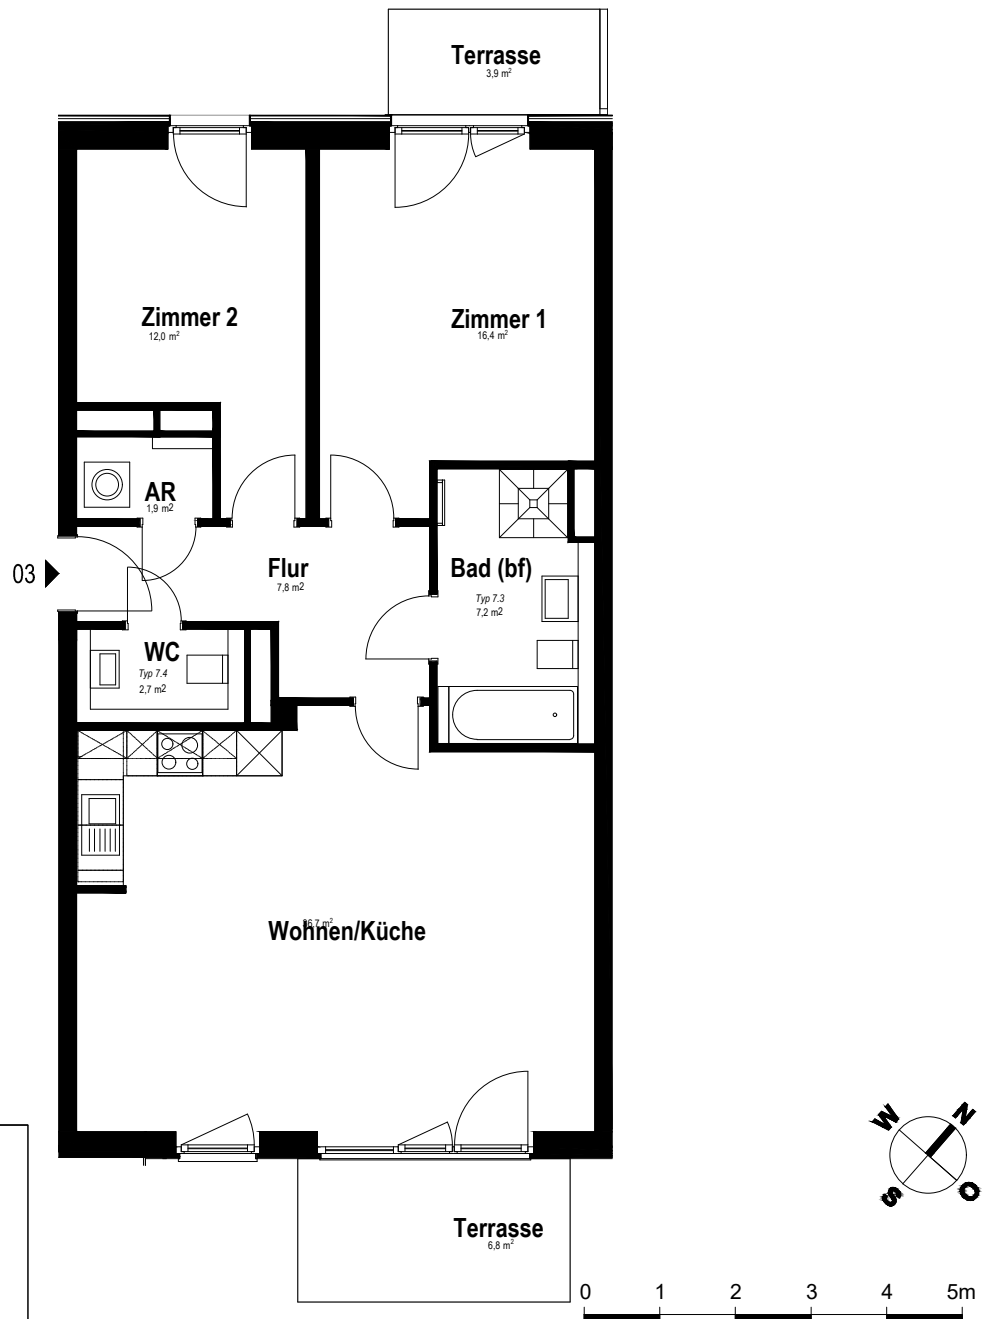 Terrasse
3,9 m²
Zimmer 2
12,0 m²
Zimmer 1
16,4 m²
AR
1,9 m²
03
Flur
7,8 m²
Bad (bf)
Typ 7.3
7,2 m²
WC
Typ 7.4
2,7 m²
Wohnen/Küche
W
N
S
O
Terrasse
6,8 m²
0 1 2 3 4 5m